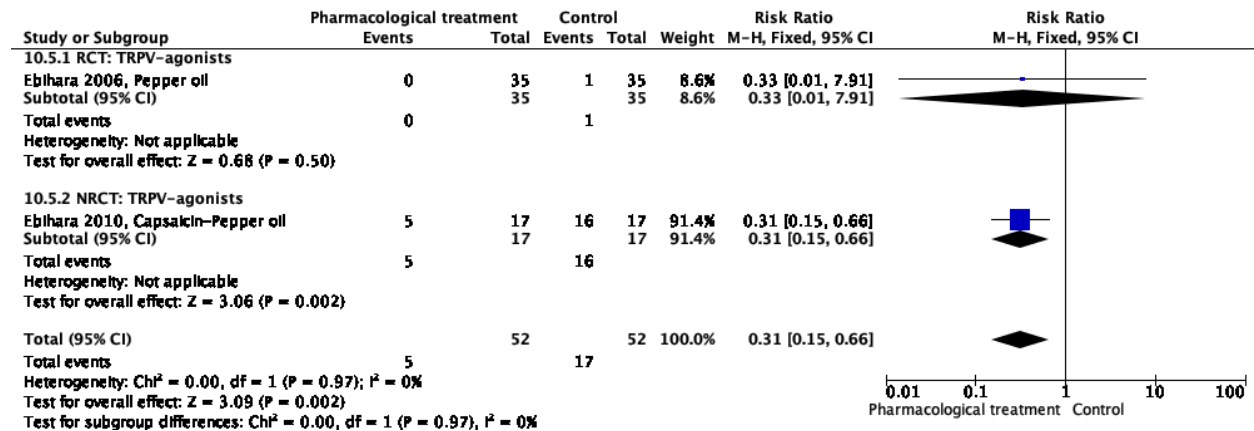 Pharmacological treatment Control Risk Ratio Risk Ratio
Study or Subgroup Events Total Events Total Weight M-H, Fixed, 95% CI M-H, Fixed, 95% CI
10.5.1 RCT: TRPV-agonists
Ebihara 2006, Pepper oil 0 35 1 35 8.6% 0.33 [0.01, 7.91]
Subtotal (95% CI) 35 35 8.6% 0.33 [0.01, 7.91]
Total events 0 1
Heterogeneity: Not applicable
Test for overall effect: Z = 0.68 (P = 0.50)
10.5.2 NRCT: TRPV-agonists
Ebihara 2010, Capsaicin-Pepper oil 5 17 16 17 91.4% 0.31 [0.15, 0.66]
Subtotal (95% CI) 17 17 91.4% 0.31 [0.15, 0.66]
Total events 5 16
Heterogeneity: Not applicable
Test for overall effect: Z = 3.06 (P = 0.002)
Total (95% CI) 52 52 100.0% 0.31 [0.15, 0.66]
Total events 5 17
Heterogeneity: Chi² = 0.00, df = 1 (P = 0.97); I² = 0%
Test for overall effect: Z = 3.09 (P = 0.002)
Test for subgroup differences: Chi² = 0.00, df = 1 (P = 0.97), I² = 0%
0.01 0.1 1 10 100
Pharmacological treatment Control